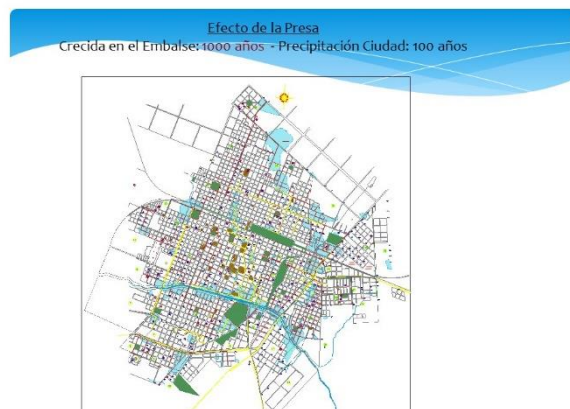 Efecto de la Presa
Crecida en el Embalse: 1000 años - Precipitación Ciudad: 100 años